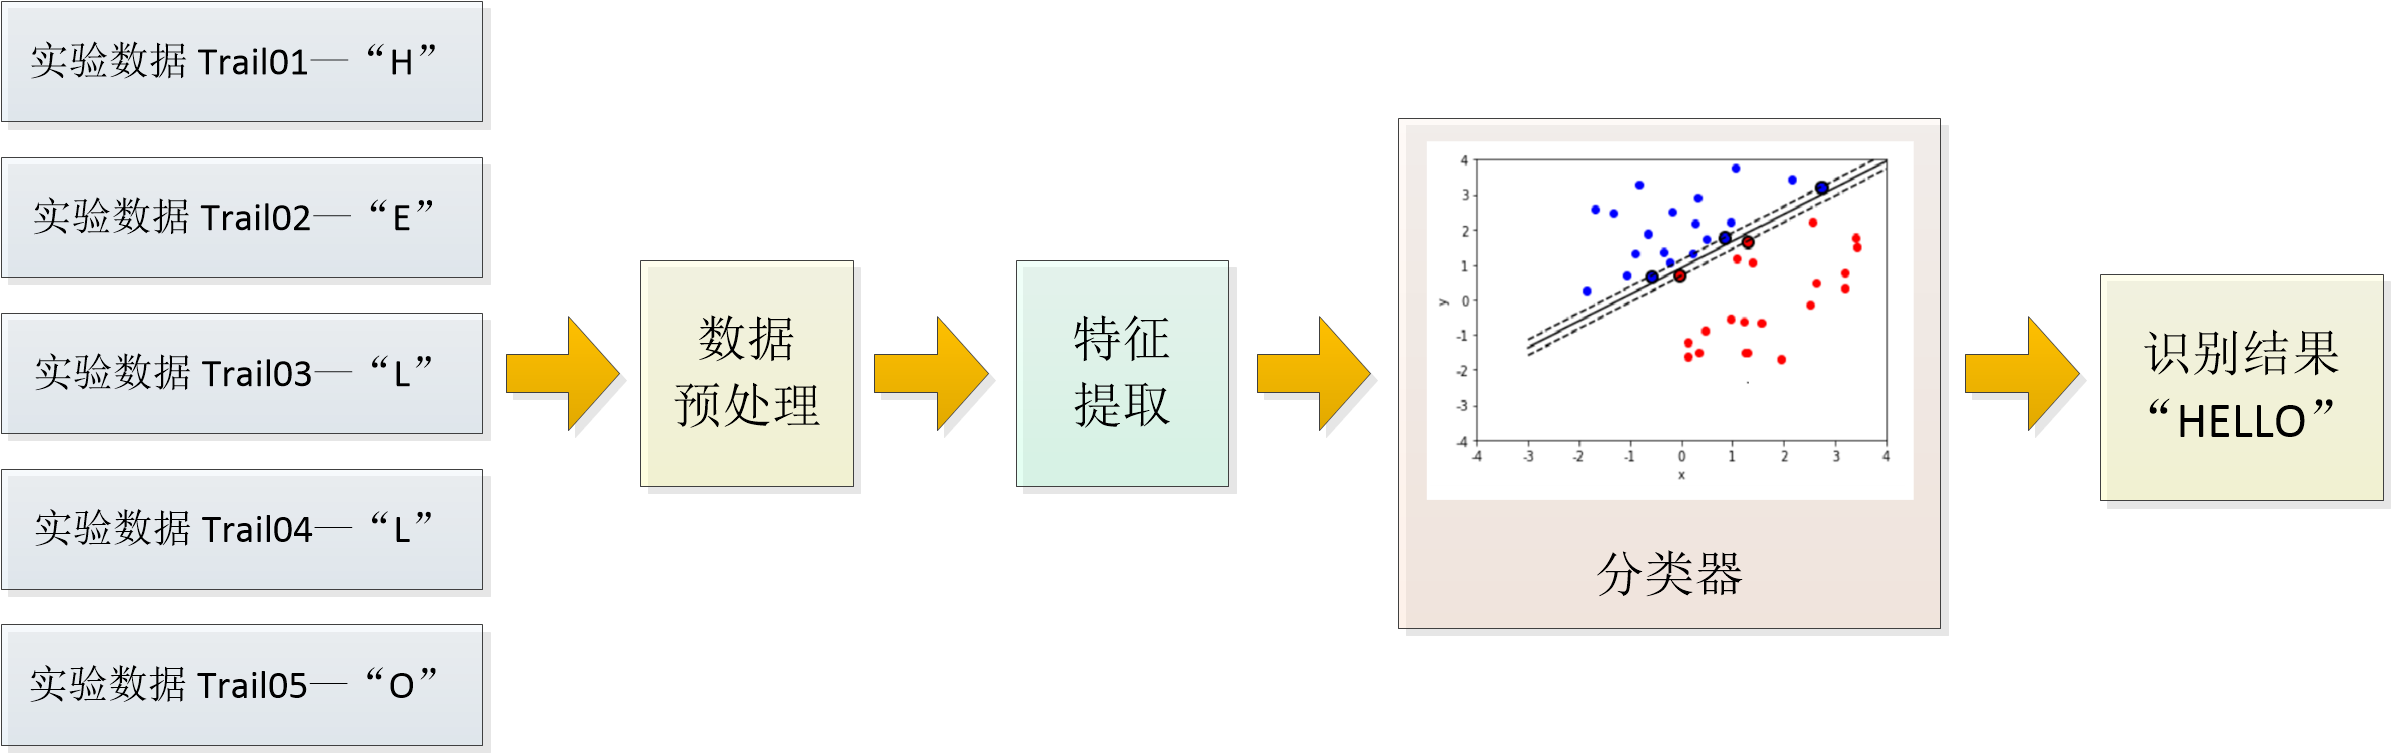 实验数据 Trail01—“H”
实验数据 Trail02—“E”
实验数据 Trail03—“L”
实验数据 Trail04—“L”
实验数据 Trail05—“O”
数据
预处理
特征
提取
4
3
2
1
0
-1
-2
-3
-4
y
-4 -3 -2 -1 0 1 2 3 4
x
分类器
识别结果
“HELLO”